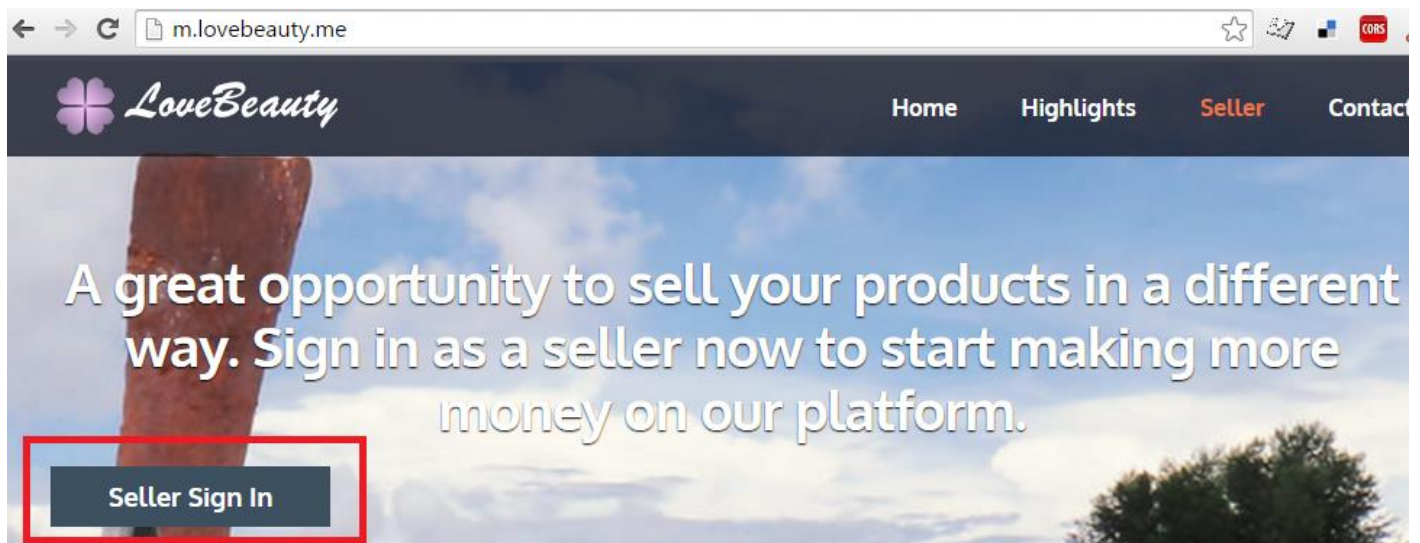 m.lovebeauty.me
CORS
LoveBeauty
Home Highlights Seller Contact
A great opportunity to sell your products in a different
way. Sign in as a seller now to start making more
money on our platform.
Seller Sign In